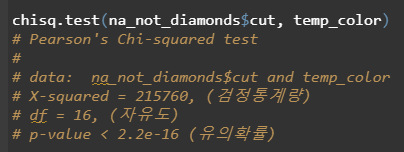 chisq.test(na_not_diamonds$cut, temp_color)
# Pearson's Chi-squared test
#
# data:  na_not_diamonds$cut and temp_color
# X-squared = 215760, (검정통계량)
# df = 16, (자유도)
# p-value < 2.2e-16 (유의확률)